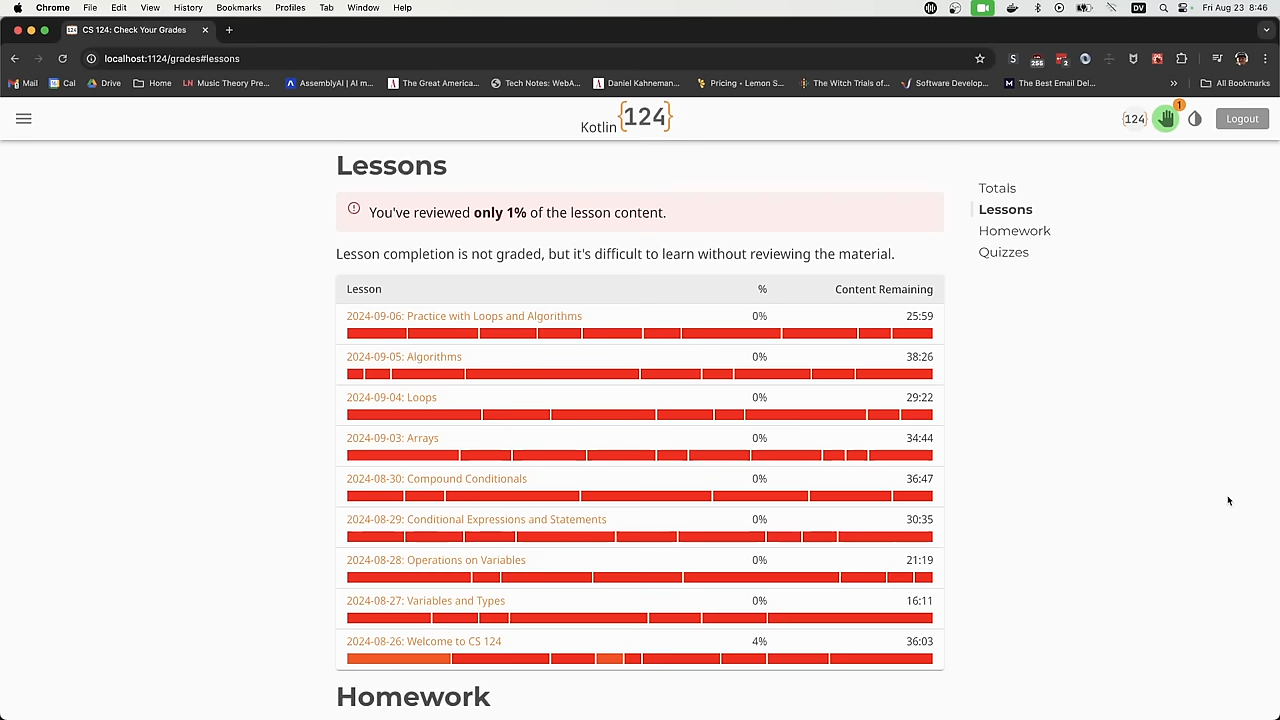 Chrome File Edit View History Bookmarks Profiles Tab Window Help DV Fri Aug 23 8:46
CS 124: Check Your Grades
localhost:1124/grades#lessons
Mail Cal Drive Home Music Theory Pre... AssemblyAI | AI m... The Great America... Tech Notes: WebA... Daniel Kahneman... Pricing • Lemon S... The Witch Trials of... Software Develop... The Best Email Del... » All Bookmarks
Kotlin {124} {124} 1 Logout
Lessons
You've reviewed only 1% of the lesson content.
Lesson completion is not graded, but it's difficult to learn without reviewing the material.
Lesson % Content Remaining
2024-09-06: Practice with Loops and Algorithms 0% 25:59
2024-09-05: Algorithms 0% 38:26
2024-09-04: Loops 0% 29:22
2024-09-03: Arrays 0% 34:44
2024-08-30: Compound Conditionals 0% 36:47
2024-08-29: Conditional Expressions and Statements 0% 30:35
2024-08-28: Operations on Variables 0% 21:19
2024-08-27: Variables and Types 0% 16:11
2024-08-26: Welcome to CS 124 4% 36:03
Homework
Totals
Lessons
Homework
Quizzes